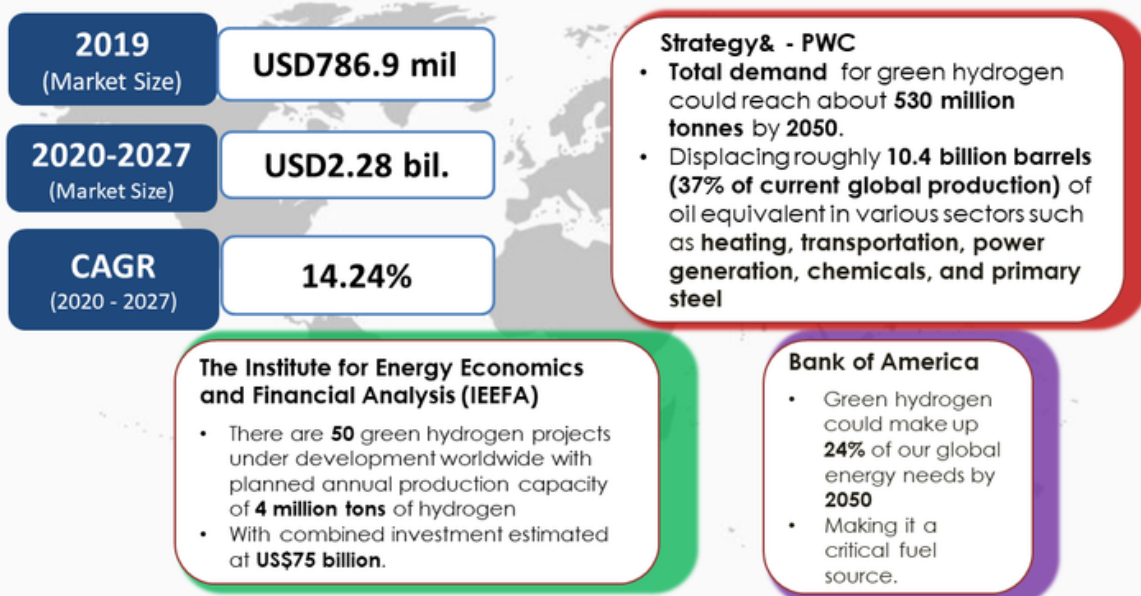 2019
(Market Size)
USD786.9 mil
2020-2027
(Market Size)
USD2.28 bil.
CAGR
(2020 - 2027)
14.24%
Strategy& - PWC
• Total demand for green hydrogen
could reach about 530 million
tonnes by 2050.
• Displacing roughly 10.4 billion barrels
(37% of current global production) of
oil equivalent in various sectors such
as heating, transportation, power
generation, chemicals, and primary
steel
The Institute for Energy Economics
and Financial Analysis (IEEFA)
• There are 50 green hydrogen projects
under development worldwide with
planned annual production capacity
of 4 million tons of hydrogen
• With combined investment estimated
at US$75 billion.
Bank of America
• Green hydrogen
could make up
24% of our global
energy needs by
2050
• Making it a
critical fuel
source.